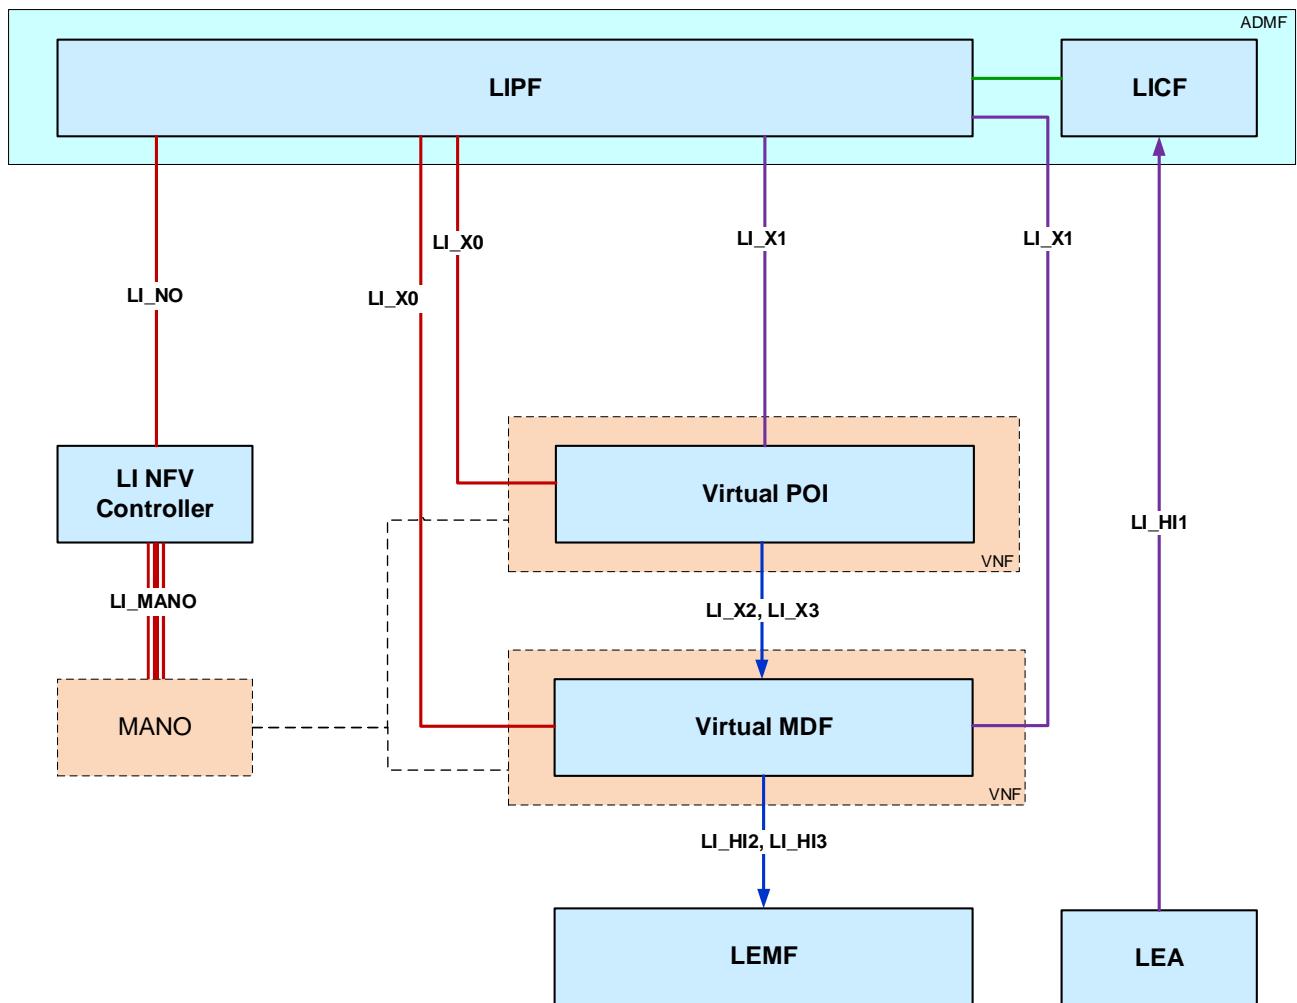 ADMF
LIPF
LICF
LI_X0
LI_X1
LI_X1
LI_NO
LI_X0
LI NFV
Controller
Virtual POI
LI_HI1
VNF
LI_MANO
LI_X2, LI_X3
MANO
Virtual MDF
VNF
LI_HI2, LI_HI3
LEMF
LEA